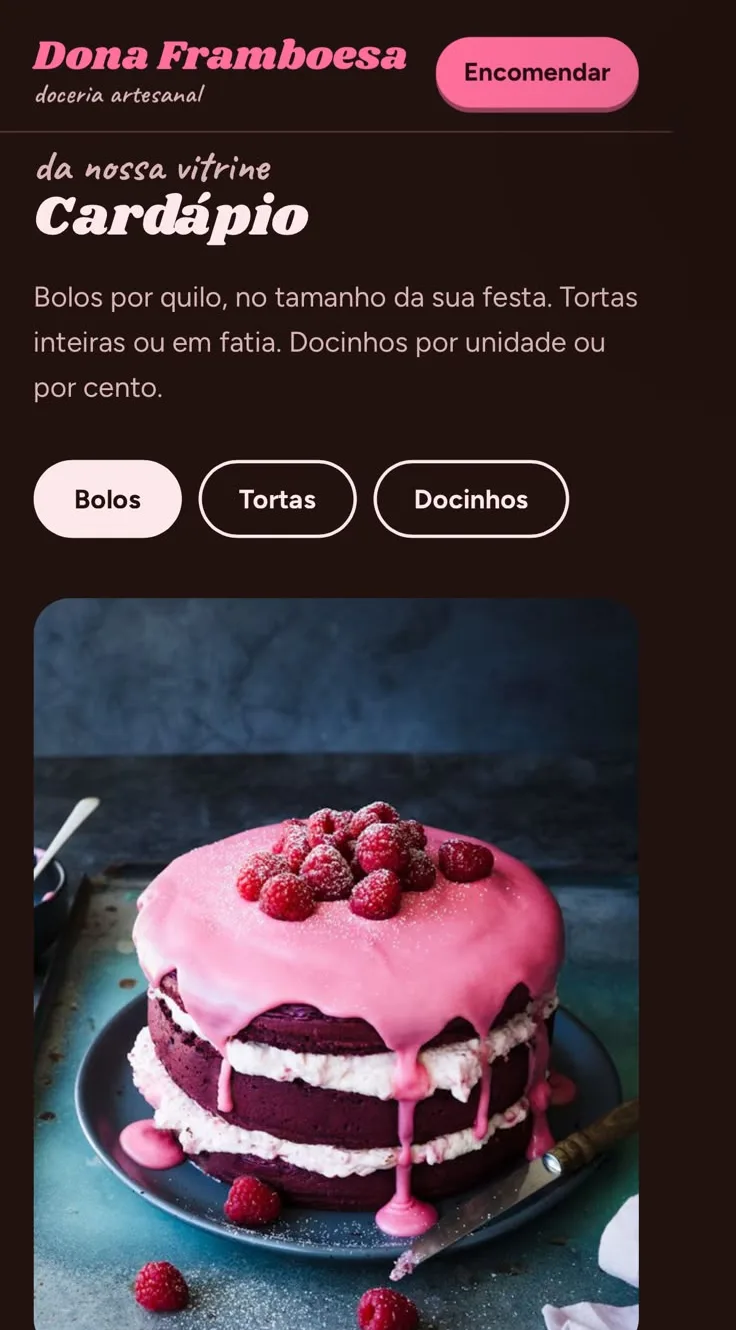 Dona Framboesa
doceria artesanal
Encomendar
da nossa vitrine
Cardápio
Bolos por quilo, no tamanho da sua festa. Tortas
inteiras ou em fatia. Docinhos por unidade ou
por cento.
Bolos
Tortas
Docinhos